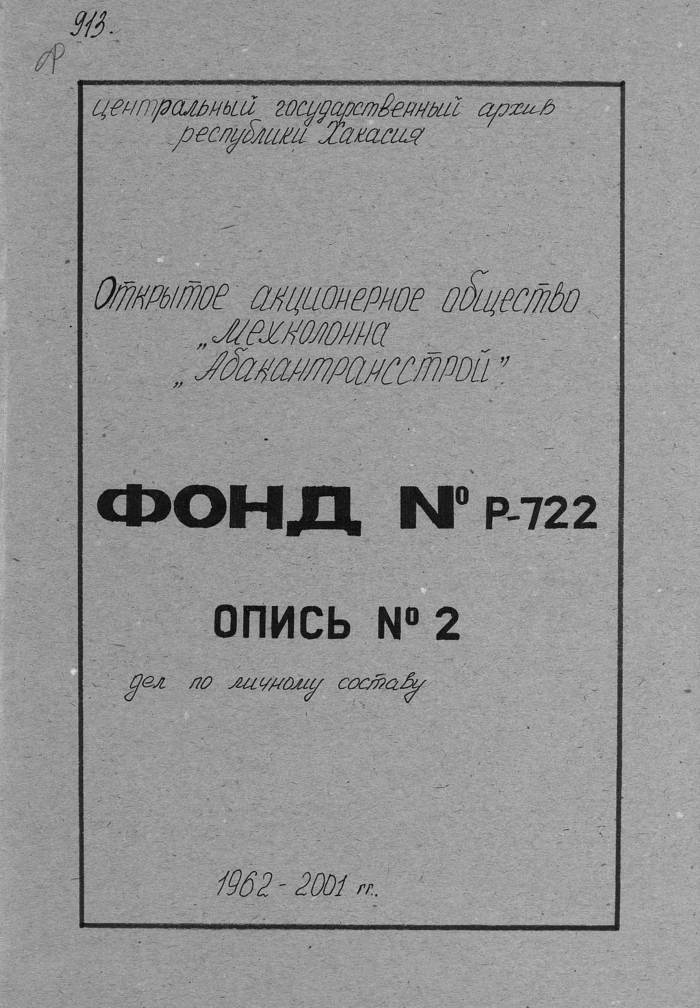 913.
центральный государственный архив
республики Хакасия
Открытое акционерное общество
„Мехколонна
„Абакантрансстрой”
ФОНД № Р-722
ОПИСЬ № 2
дел по личному составу
1962 - 2001 гг.